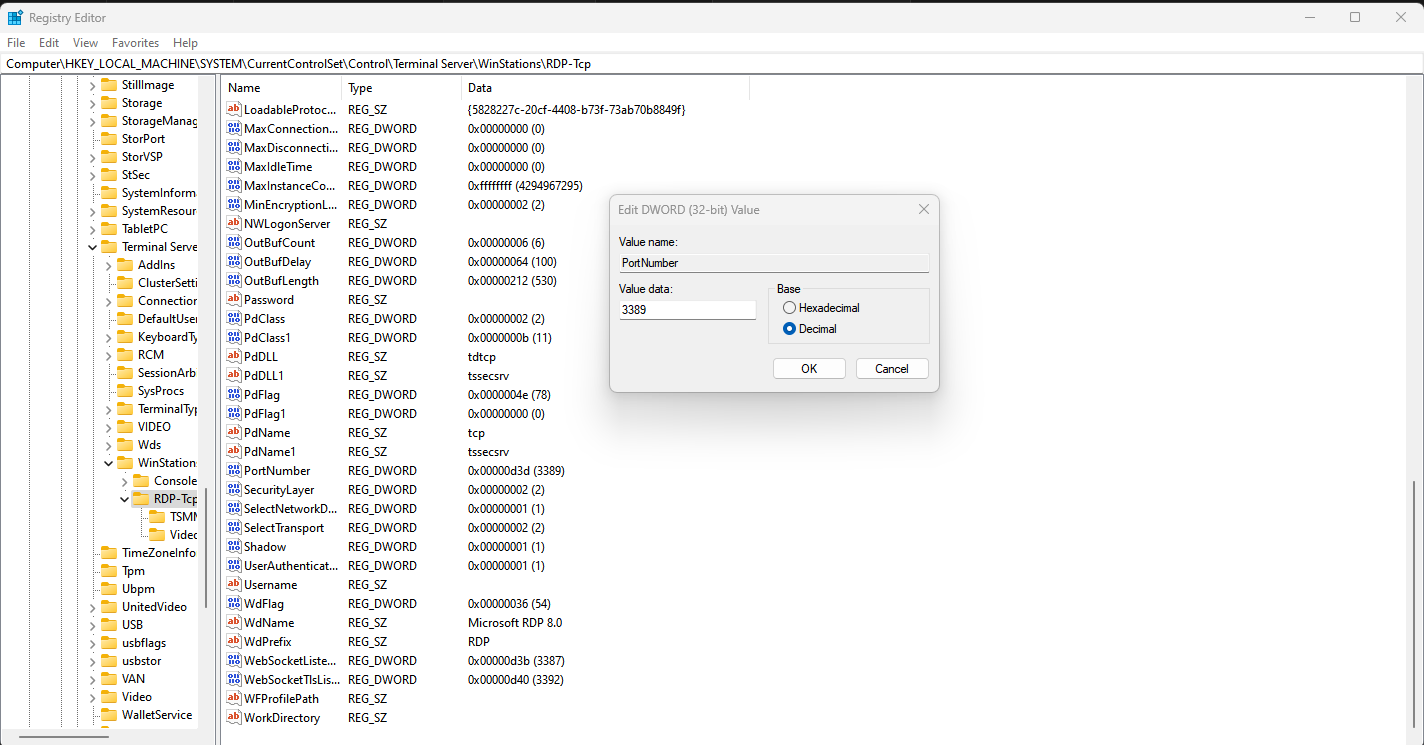 Registry Editor
File Edit View Favorites Help
Computer\HKEY_LOCAL_MACHINE\SYSTEM\CurrentControlSet\Control\Terminal Server\WinStations\RDP-Tcp
StillImage
Storage
StorageManag
StorPort
StorVSP
StSec
SystemInform
SystemResour
TabletPC
Terminal Serve
AddIns
ClusterSetti
Connection
DefaultUser
KeyboardTy
RCM
SessionArb
SysProcs
TerminalTyp
VIDEO
Wds
WinStations
Console
RDP-Tcp
TSMM
Video
TimeZoneInfo
Tpm
Ubpm
UnitedVideo
USB
usbflags
usbstor
VAN
Video
WalletService
Name Type Data
LoadableProtoc... REG_SZ {5828227c-20cf-4408-b73f-73ab70b8849f}
MaxConnection... REG_DWORD 0x00000000 (0)
MaxDisconnecti... REG_DWORD 0x00000000 (0)
MaxIdleTime REG_DWORD 0x00000000 (0)
MaxInstanceCo... REG_DWORD 0xffffffff (4294967295)
MinEncryptionL... REG_DWORD 0x00000002 (2)
NWLogonServer REG_SZ
OutBufCount REG_DWORD 0x00000006 (6)
OutBufDelay REG_DWORD 0x00000064 (100)
OutBufLength REG_DWORD 0x00000212 (530)
Password REG_SZ
PdClass REG_DWORD 0x00000002 (2)
PdClass1 REG_DWORD 0x0000000b (11)
PdDLL REG_SZ tdtcp
PdDLL1 REG_SZ tssecsrv
PdFlag REG_DWORD 0x0000004e (78)
PdFlag1 REG_DWORD 0x00000000 (0)
PdName REG_SZ tcp
PdName1 REG_SZ tssecsrv
PortNumber REG_DWORD 0x00000d3d (3389)
SecurityLayer REG_DWORD 0x00000002 (2)
SelectNetworkD... REG_DWORD 0x00000001 (1)
SelectTransport REG_DWORD 0x00000002 (2)
Shadow REG_DWORD 0x00000001 (1)
UserAuthenticat... REG_DWORD 0x00000001 (1)
Username REG_SZ
WdFlag REG_DWORD 0x00000036 (54)
WdName REG_SZ Microsoft RDP 8.0
WdPrefix REG_SZ RDP
WebSocketListe... REG_DWORD 0x00000d3b (3387)
WebSocketTlsLis... REG_DWORD 0x00000d40 (3392)
WFProfilePath REG_SZ
WorkDirectory REG_SZ
Edit DWORD (32-bit) Value
Value name:
PortNumber
Value data:
3389
Base
Hexadecimal
Decimal
OK Cancel